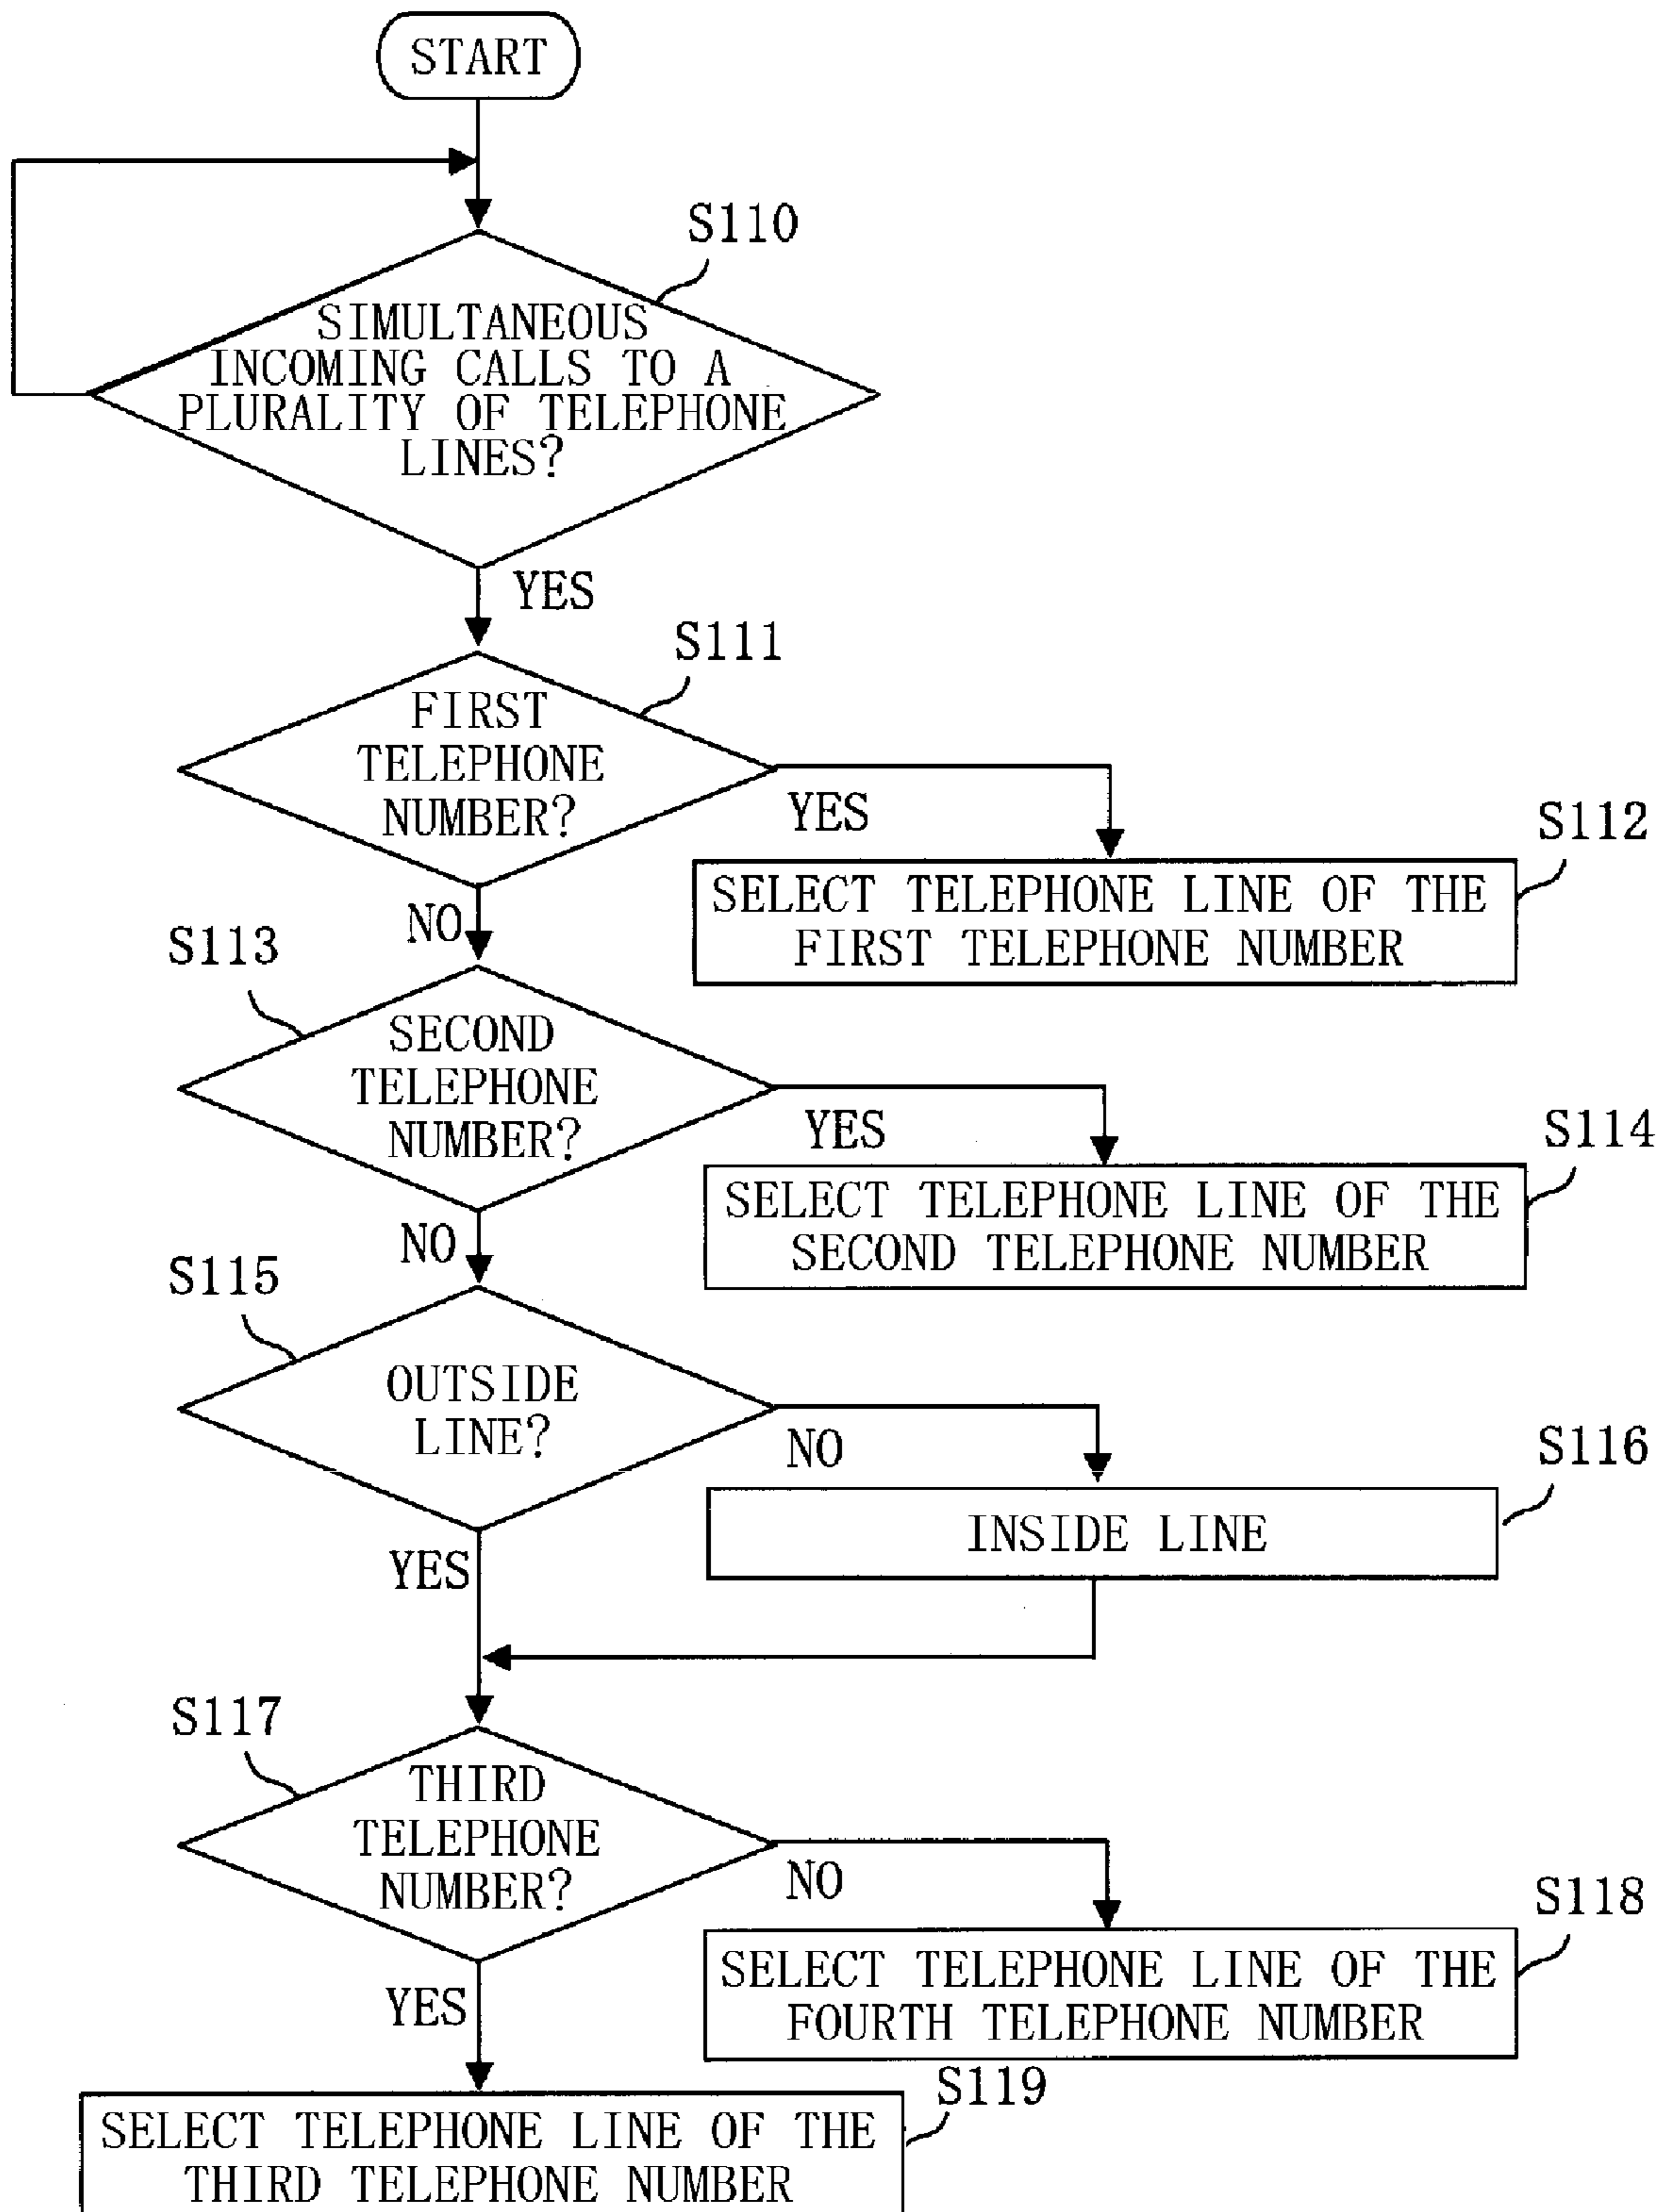 START
S110
SIMULTANEOUS
INCOMING CALLS TO A
PLURALITY OF TELEPHONE
LINES?
YES
S111
FIRST
TELEPHONE
NUMBER?
YES
S112
SELECT TELEPHONE LINE OF THE
FIRST TELEPHONE NUMBER
NO
S113
SECOND
TELEPHONE
NUMBER?
YES
S114
SELECT TELEPHONE LINE OF THE
SECOND TELEPHONE NUMBER
NO
S115
OUTSIDE
LINE?
NO
S116
INSIDE LINE
YES
S117
THIRD
TELEPHONE
NUMBER?
NO
S118
SELECT TELEPHONE LINE OF THE
FOURTH TELEPHONE NUMBER
YES
S119
SELECT TELEPHONE LINE OF THE
THIRD TELEPHONE NUMBER